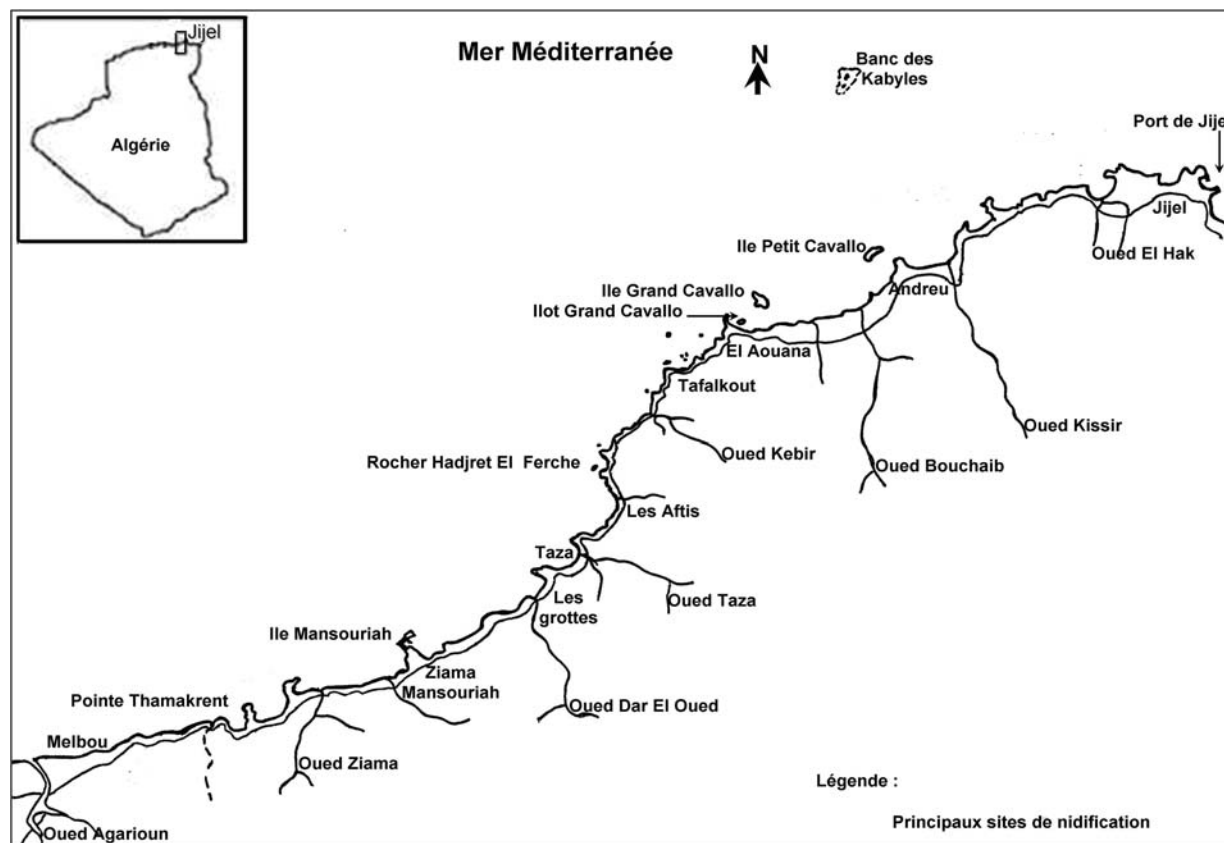 Jijel
Mer Méditerranée
N
Banc des
Kabyles
Algérie
Port de Jije
Jijel
Ile Petit Cavallo
Oued El Hak
Ile Grand Cavallo
Andreu
Ilot Grand Cavallo
El Aouana
Tafalkout
Oued Kissir
Oued Kebir
Rocher Hadjret El Ferche
Oued Bouchaib
Les Aftis
Taza
Les
grottes
Oued Taza
Ile Mansouriah
Ziama
Mansouriah
Pointe Thamakrent
Oued Dar El Oued
Melbou
Oued Ziama
Légende :
Principaux sites de nidification
Oued Agarioun